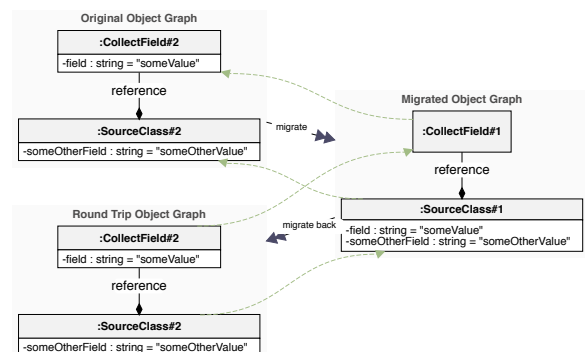 Original Object Graph
:CollectField#2
-field : string = "someValue"
reference
:SourceClass#2
-someOtherField : string = "someOtherValue"
migrate
Migrated Object Graph
:CollectField#1
reference
:SourceClass#1
-field : string = "someValue"
-someOtherField : string = "someOtherValue"
migrate back
Round Trip Object Graph
:CollectField#2
-field : string = "someValue"
reference
:SourceClass#2
-someOtherField : string = "someOtherValue"